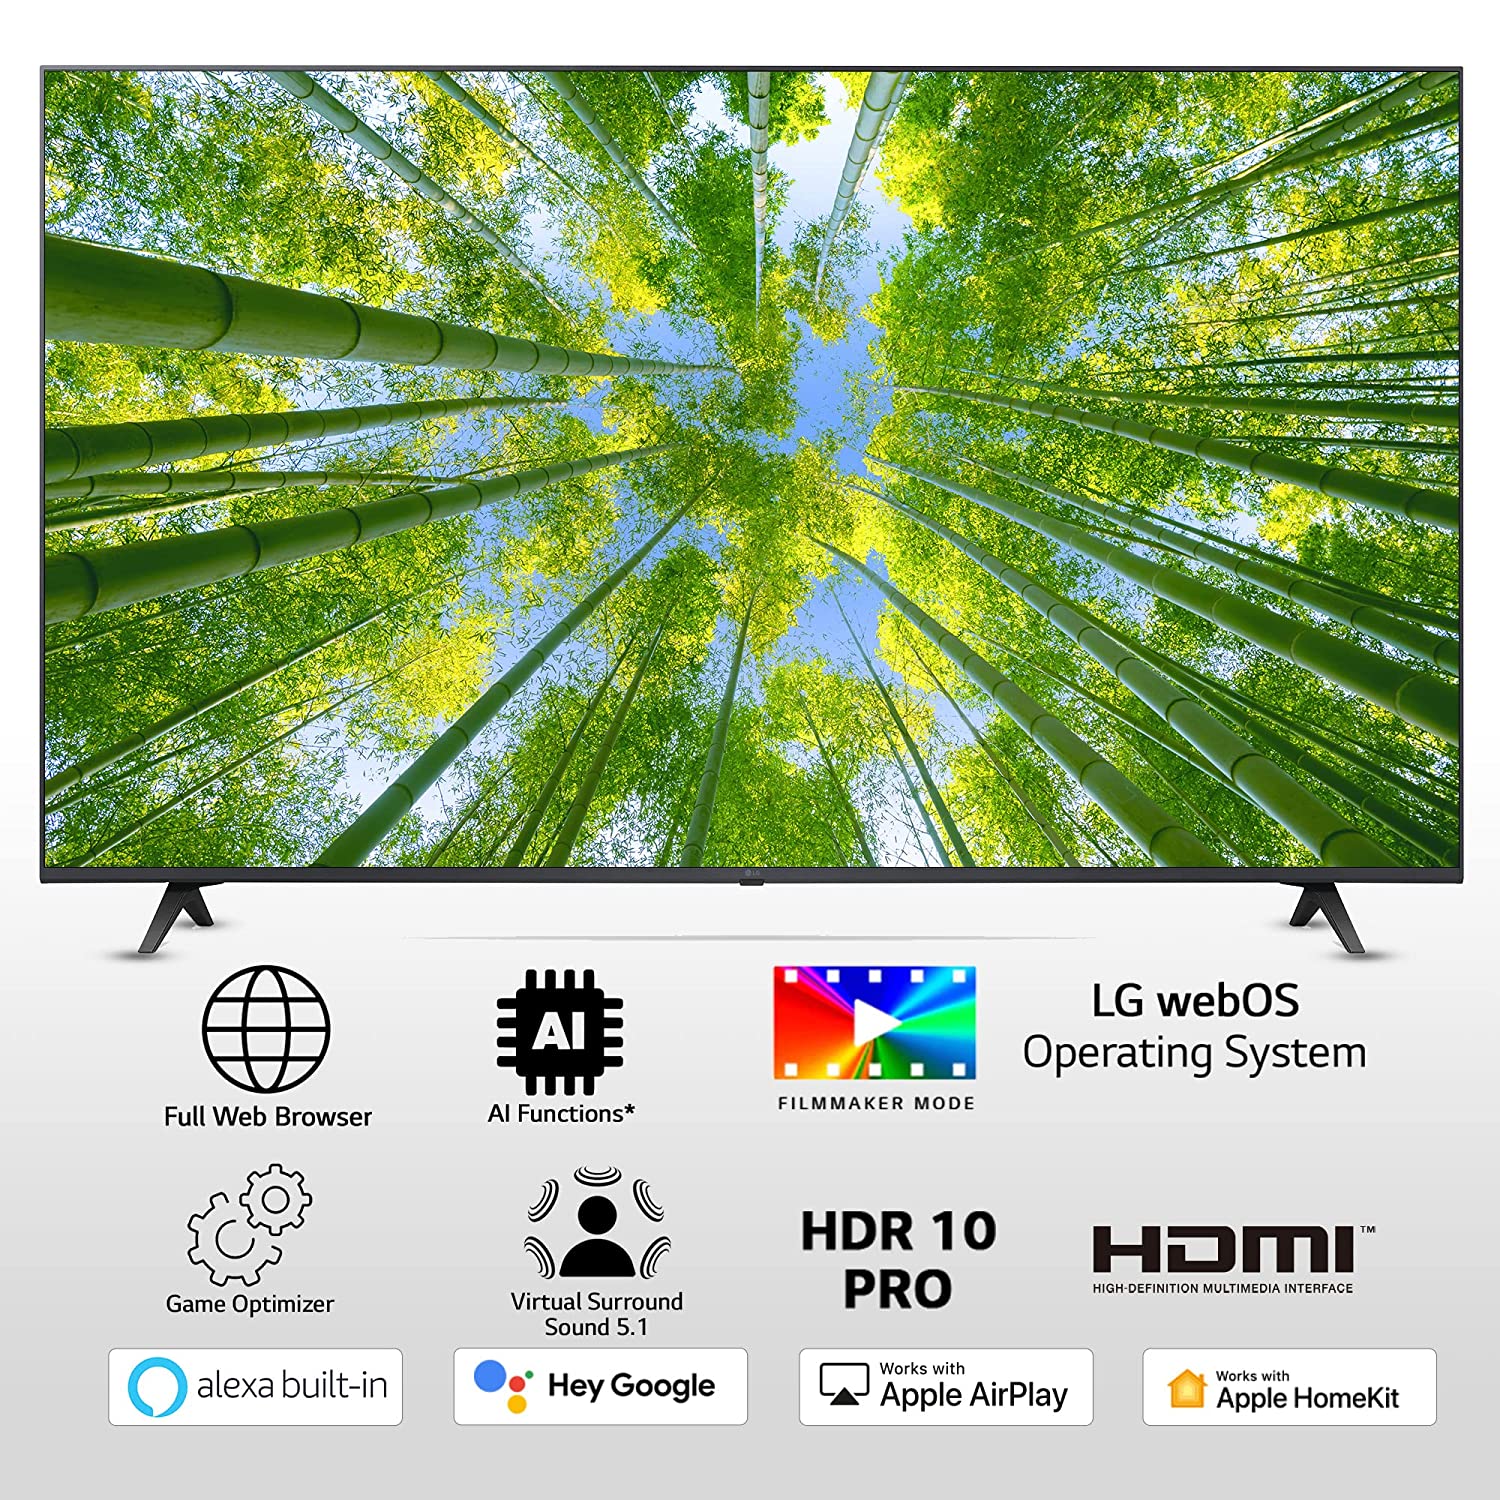 LG
Full Web Browser
AI
AI Functions*
FILMMAKER MODE
LG webOS
Operating System
Game Optimizer
Virtual Surround
Sound 5.1
HDR 10
PRO
HDMI™
HIGH-DEFINITION MULTIMEDIA INTERFACE
alexa built-in
Hey Google
Works with
Apple AirPlay
Works with
Apple HomeKit